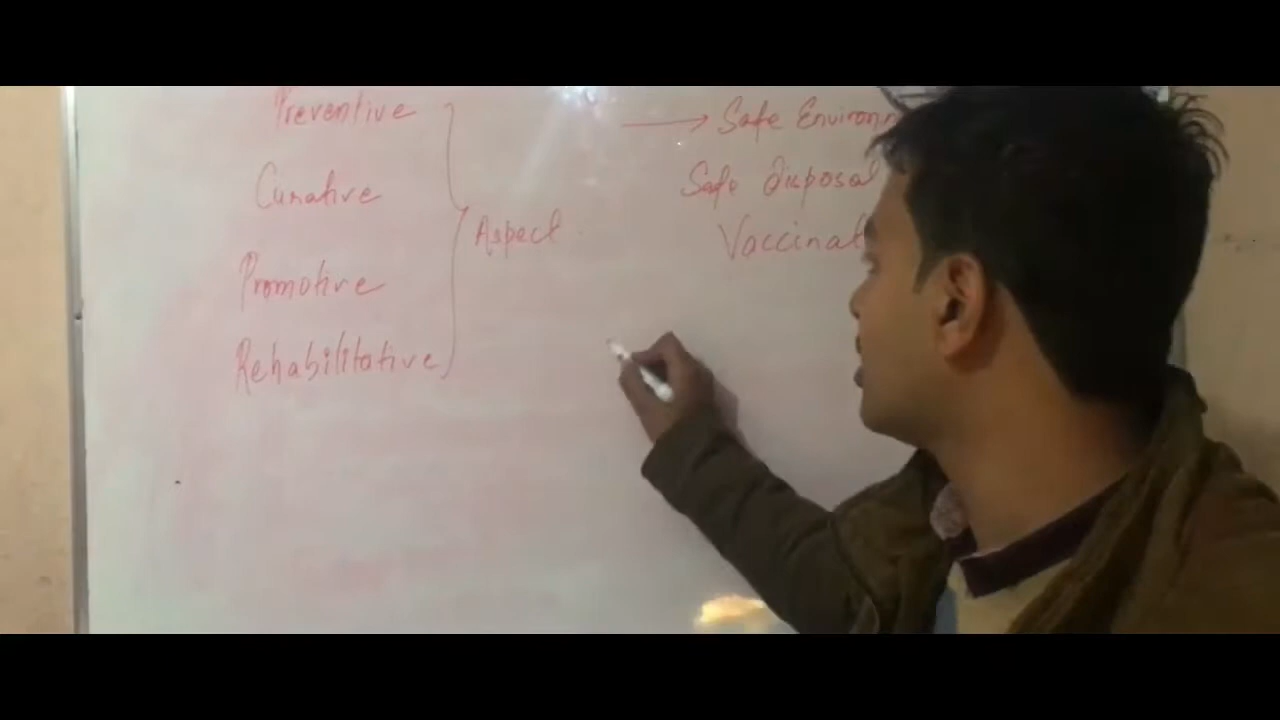 Preventive
Curative
Promotive
Rehabilitative
Aspect
Safe Environ
Safe disposal
Vaccinat